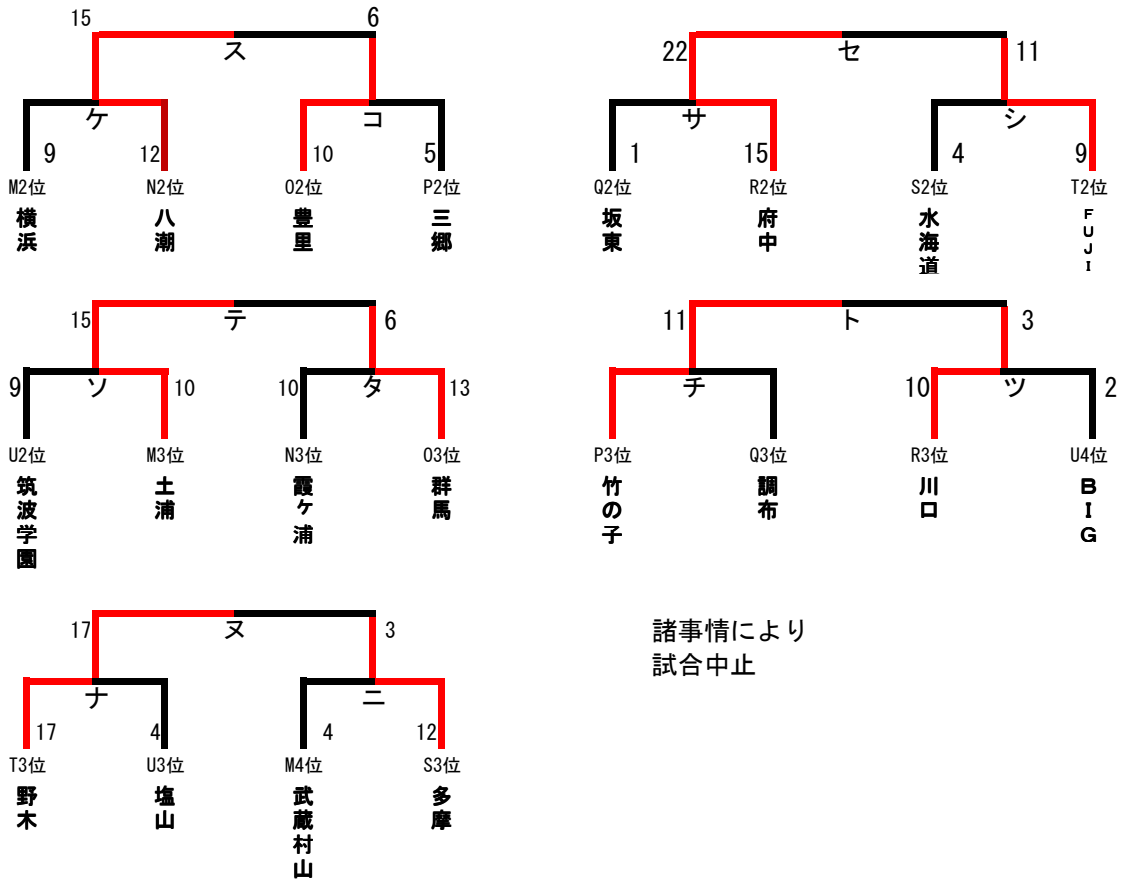 15 6
ス
ケ コ
9 12 10 5
M2位 N2位 O2位 P2位
横浜 八潮 豊里 三郷
22 11
セ
サ シ
1 15 4 9
Q2位 R2位 S2位 T2位
坂東 府中 水海道 FUJI
15 6
テ
ソ タ
9 10 10 13
U2位 M3位 N3位 O3位
筑波学園 土浦 霞ケ浦 群馬
11 3
ト
チ ツ
10 2
P3位 Q3位 R3位 U4位
竹の子 調布 川口 BIG
17 3
ヌ
ナ ニ
17 4 4 12
T3位 U3位 M4位 S3位
野木 塩山 武蔵村山 多摩
諸事情により
試合中止